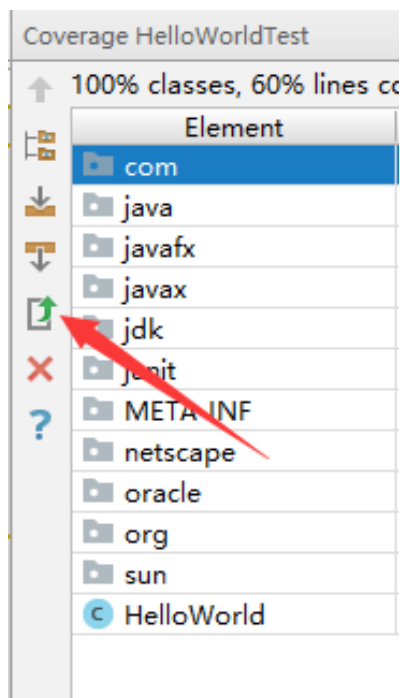 Coverage HelloWorldTest
100% classes, 60% lines co
Element
com
java
javafx
javax
jdk
junit
META-INF
netscape
oracle
org
sun
C HelloWorld
?